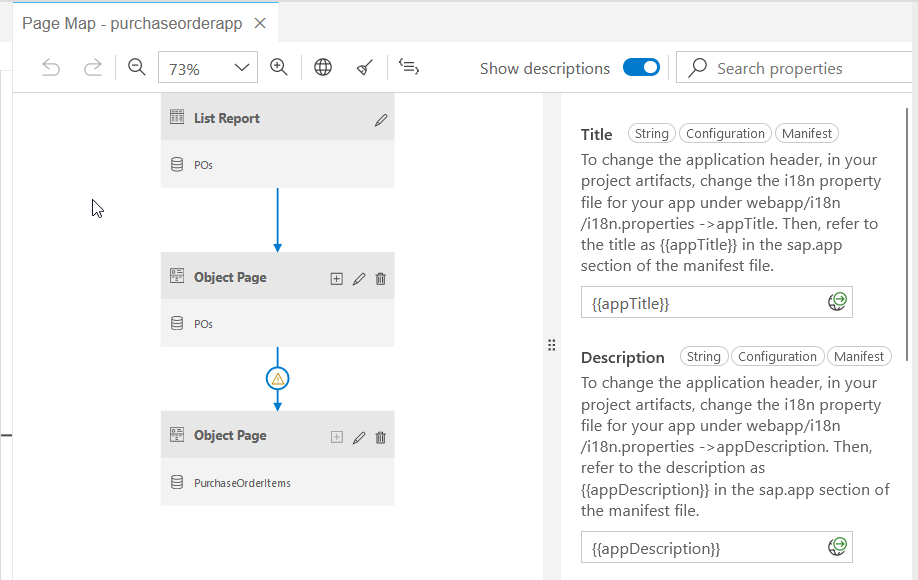 Page Map - purchaseorderapp
73%
Show descriptions
Search properties
List Report
POs
Object Page
POs
Object Page
PurchaseOrderItems
Title String Configuration Manifest
To change the application header, in your
project artifacts, change the i18n property
file for your app under webapp/i18n
/i18n.properties ->appTitle. Then, refer to
the title as {{appTitle}} in the sap.app
section of the manifest file.
{{appTitle}}
Description String Configuration Manifest
To change the application header, in your
project artifacts, change the i18n property
file for your app under webapp/i18n
/i18n.properties ->appDescription. Then,
refer to the description as
{{appDescription}} in the sap.app section of
the manifest file.
{{appDescription}}